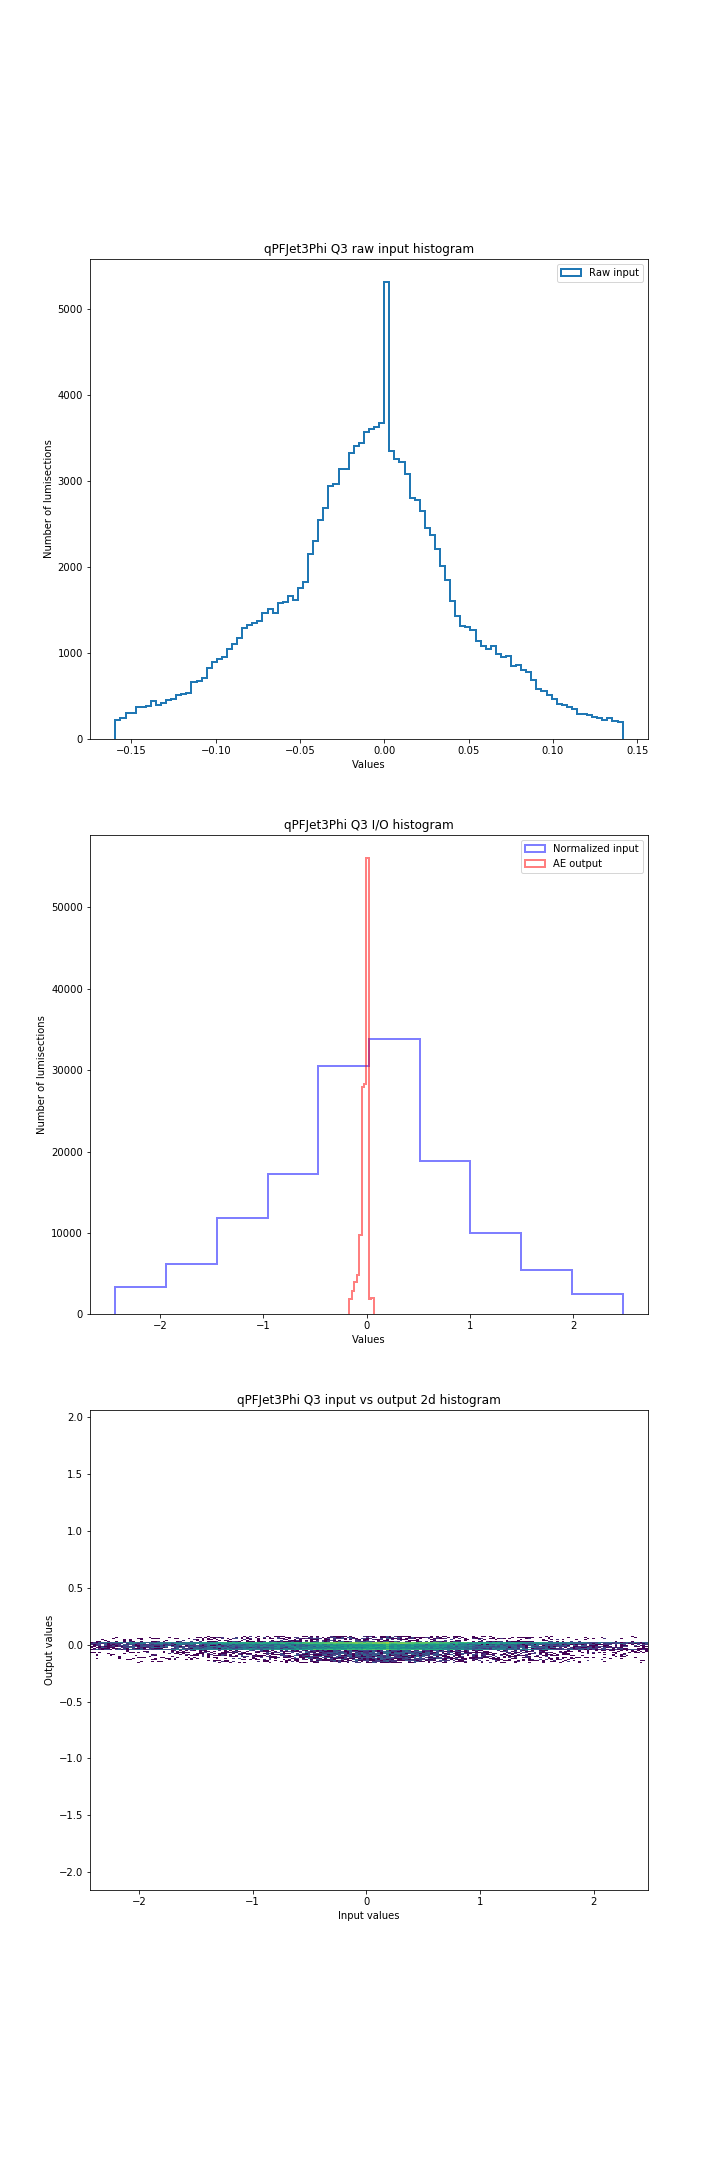 qPFJet3Phi Q3 raw input histogram
Raw input
5000
4000
3000
2000
1000
0
Number of lumisections
−0.15 −0.10 −0.05 0.00 0.05 0.10 0.15
Values
qPFJet3Phi Q3 I/O histogram
Normalized input
AE output
50000
40000
30000
20000
10000
0
Number of lumisections
−2 −1 0 1 2
Values
qPFJet3Phi Q3 input vs output 2d histogram
2.0
1.5
1.0
0.5
0.0
−0.5
−1.0
−1.5
−2.0
Output values
−2 −1 0 1 2
Input values